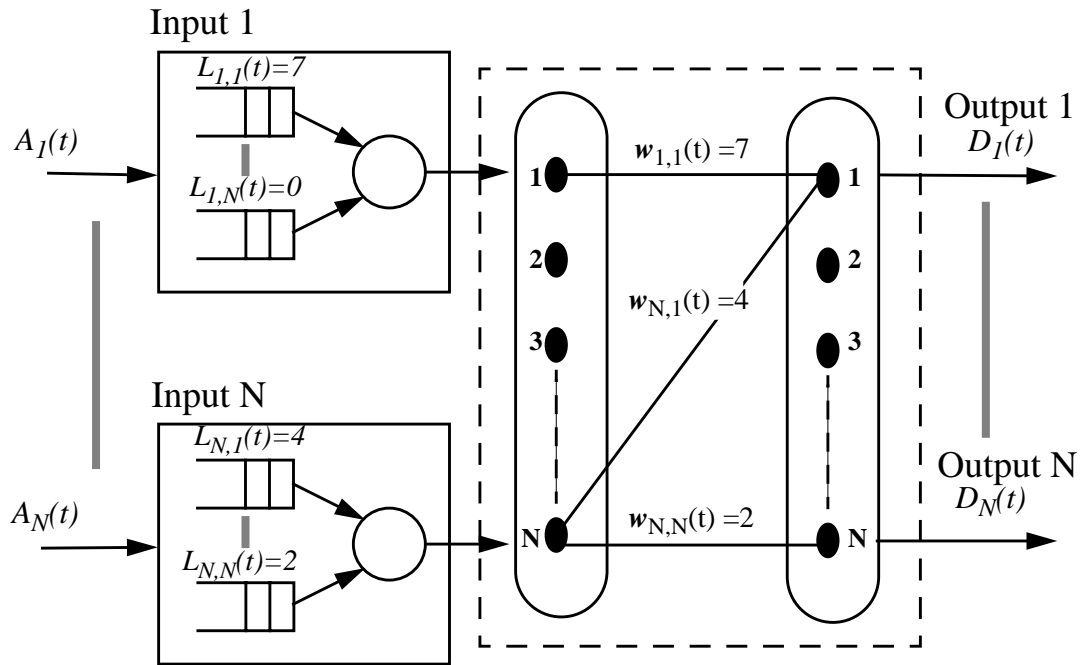 Input 1
L1,1(t)=7
L1,N(t)=0
A1(t)
Input N
LN,1(t)=4
LN,N(t)=2
AN(t)
1
2
3
N
w1,1(t) =7
wN,1(t) =4
wN,N(t) =2
1
2
3
N
Output 1
D1(t)
Output N
DN(t)